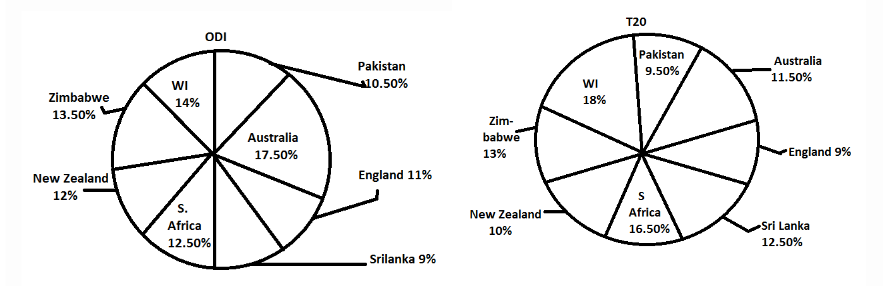 ODI
Pakistan
10.50%
WI
14%
Zimbabwe
13.50%
Australia
17.50%
New Zealand
12%
England 11%
S.
Africa
12.50%
Srilanka 9%
T20
Pakistan
9.50%
Australia
11.50%
WI
18%
Zim-
babwe
13%
England 9%
S
Africa
16.50%
New Zealand
10%
Sri Lanka
12.50%